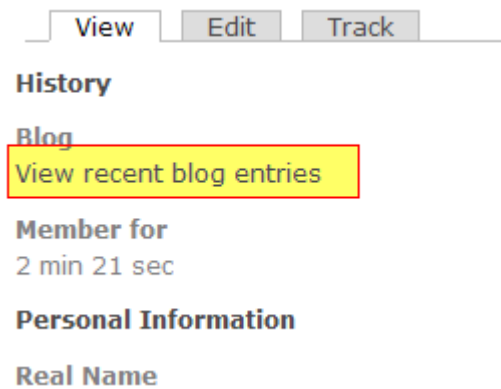 View Edit Track
History
Blog
View recent blog entries
Member for
2 min 21 sec
Personal Information
Real Name